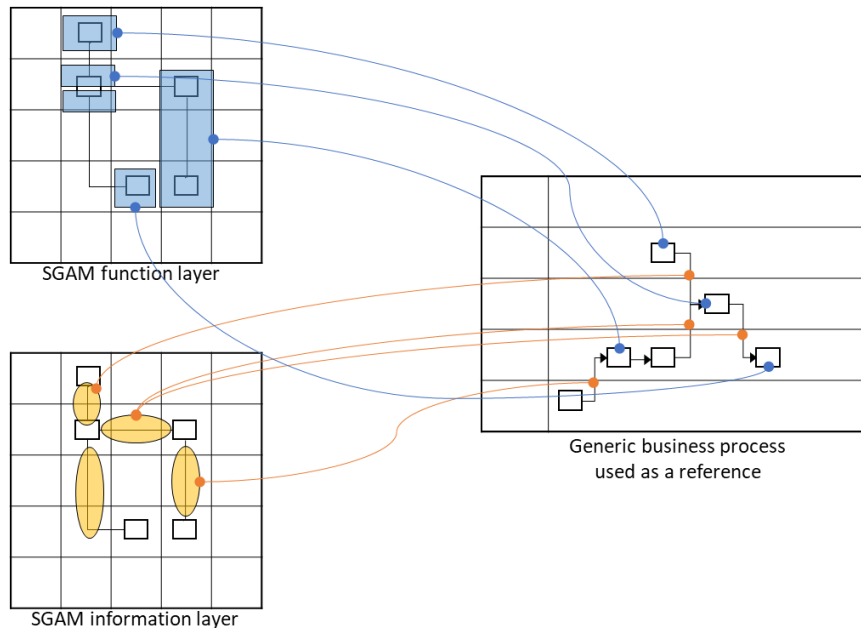 SGAM function layer
Generic business process
used as a reference
SGAM information layer